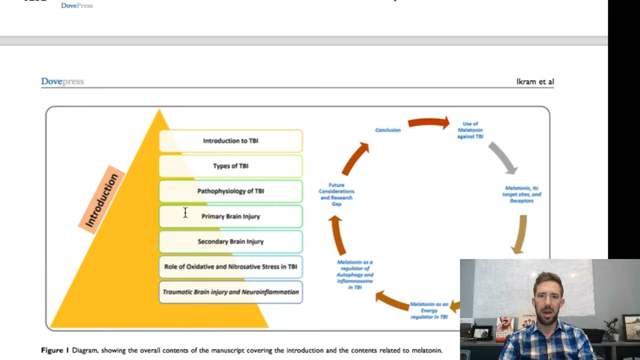 DovePress
Dovepress
Ikram et al
Introduction
Introduction to TBI
Types of TBI
Pathophysiology of TBI
Primary Brain Injury
Secondary Brain Injury
Role of Oxidative and Nitrosative Stress in TBI
Traumatic Brain injury and Neuroinflammation
Conclusion
Use of
Melatonin
against TBI
Melatonin, its
target sites, and
Receptors
Melatonin as an
Energy
regulator in TBI
Melatonin as a
regulator of
Autophagy and
Inflammosome
in TBI
Future
Considerations
and Research
Gap
Figure 1 Diagram, showing the overall contents of the manuscript covering the introduction and the contents related to melatonin.